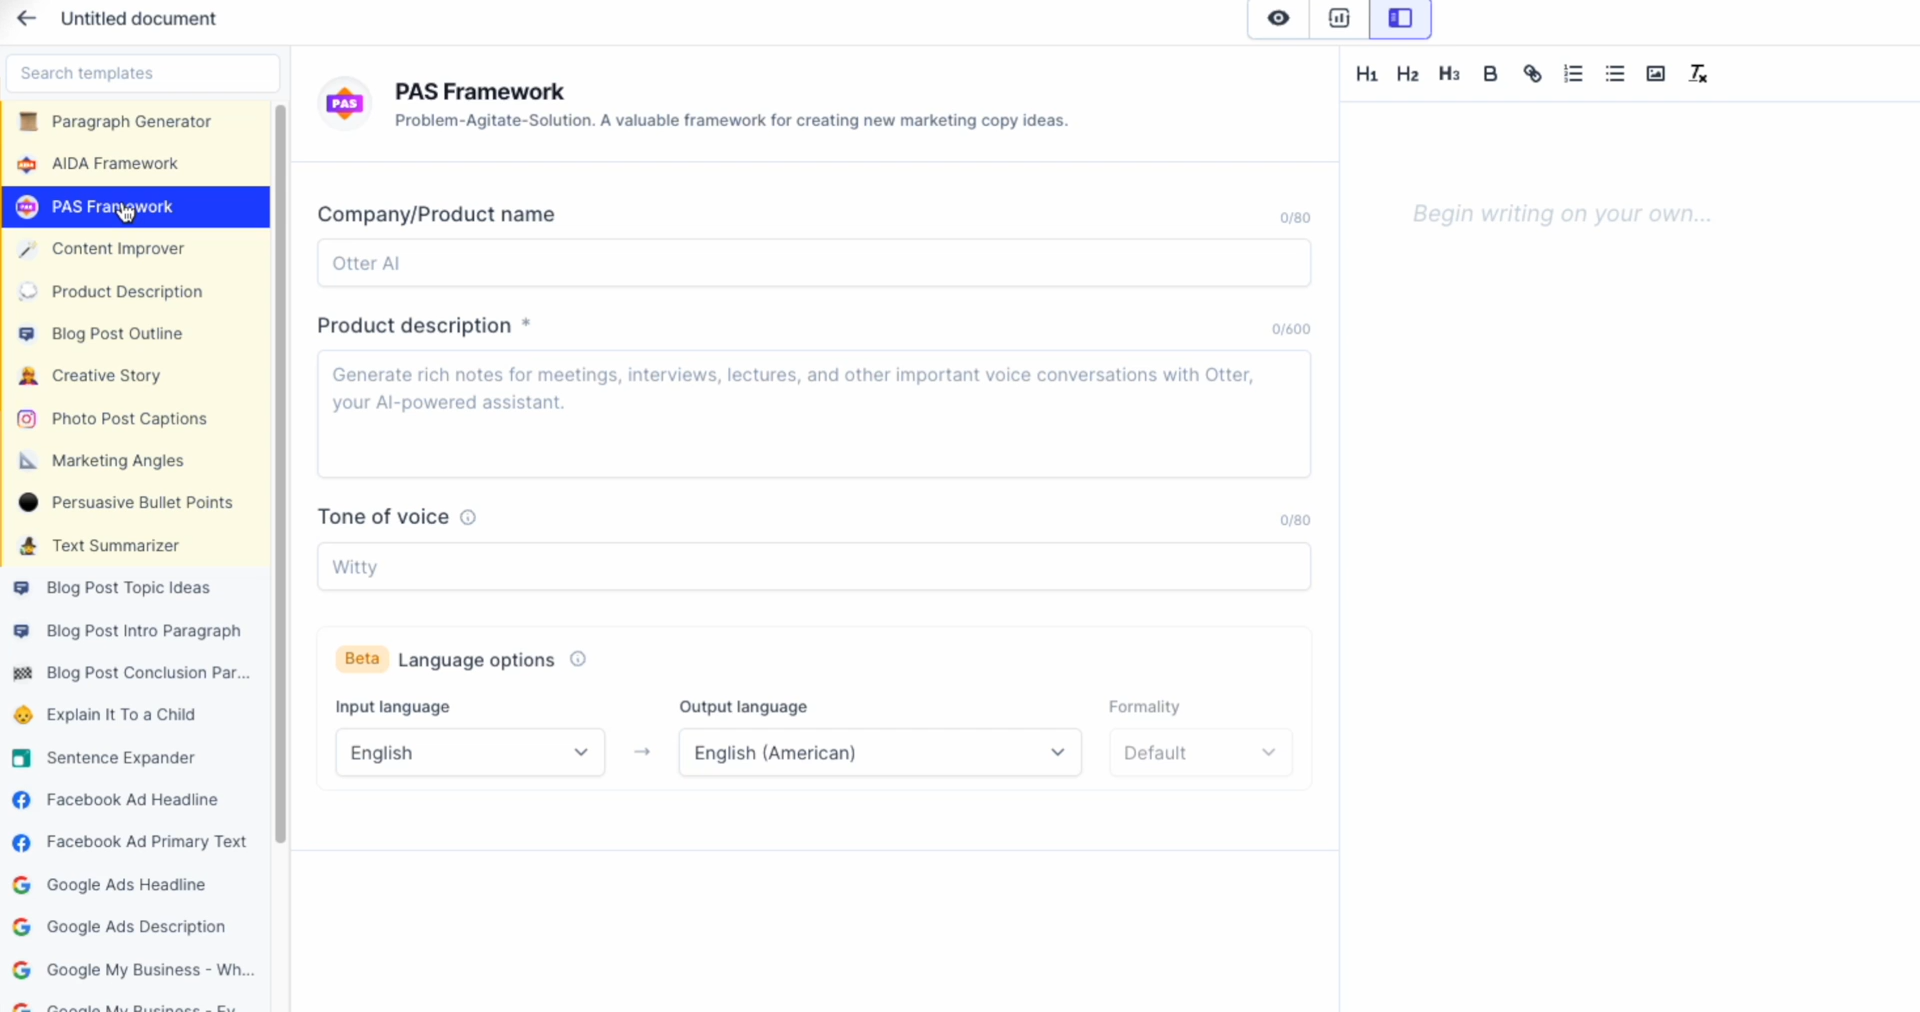 Untitled document
Search templates
Paragraph Generator
AIDA Framework
PAS Framework
Content Improver
Product Description
Blog Post Outline
Creative Story
Photo Post Captions
Marketing Angles
Persuasive Bullet Points
Text Summarizer
Blog Post Topic Ideas
Blog Post Intro Paragraph
Blog Post Conclusion Par...
Explain It To a Child
Sentence Expander
Facebook Ad Headline
Facebook Ad Primary Text
Google Ads Headline
Google Ads Description
Google My Business - Wh...
Google My Business -
PAS
PAS Framework
Problem-Agitate-Solution. A valuable framework for creating new marketing copy ideas.
Company/Product name
0/80
Otter AI
Product description *
0/600
Generate rich notes for meetings, interviews, lectures, and other important voice conversations with Otter,
your AI-powered assistant.
Tone of voice
0/80
Witty
Beta Language options
Input language
Output language
Formality
English
→
English (American)
Default
H1 H2 H3 B
Begin writing on your own...